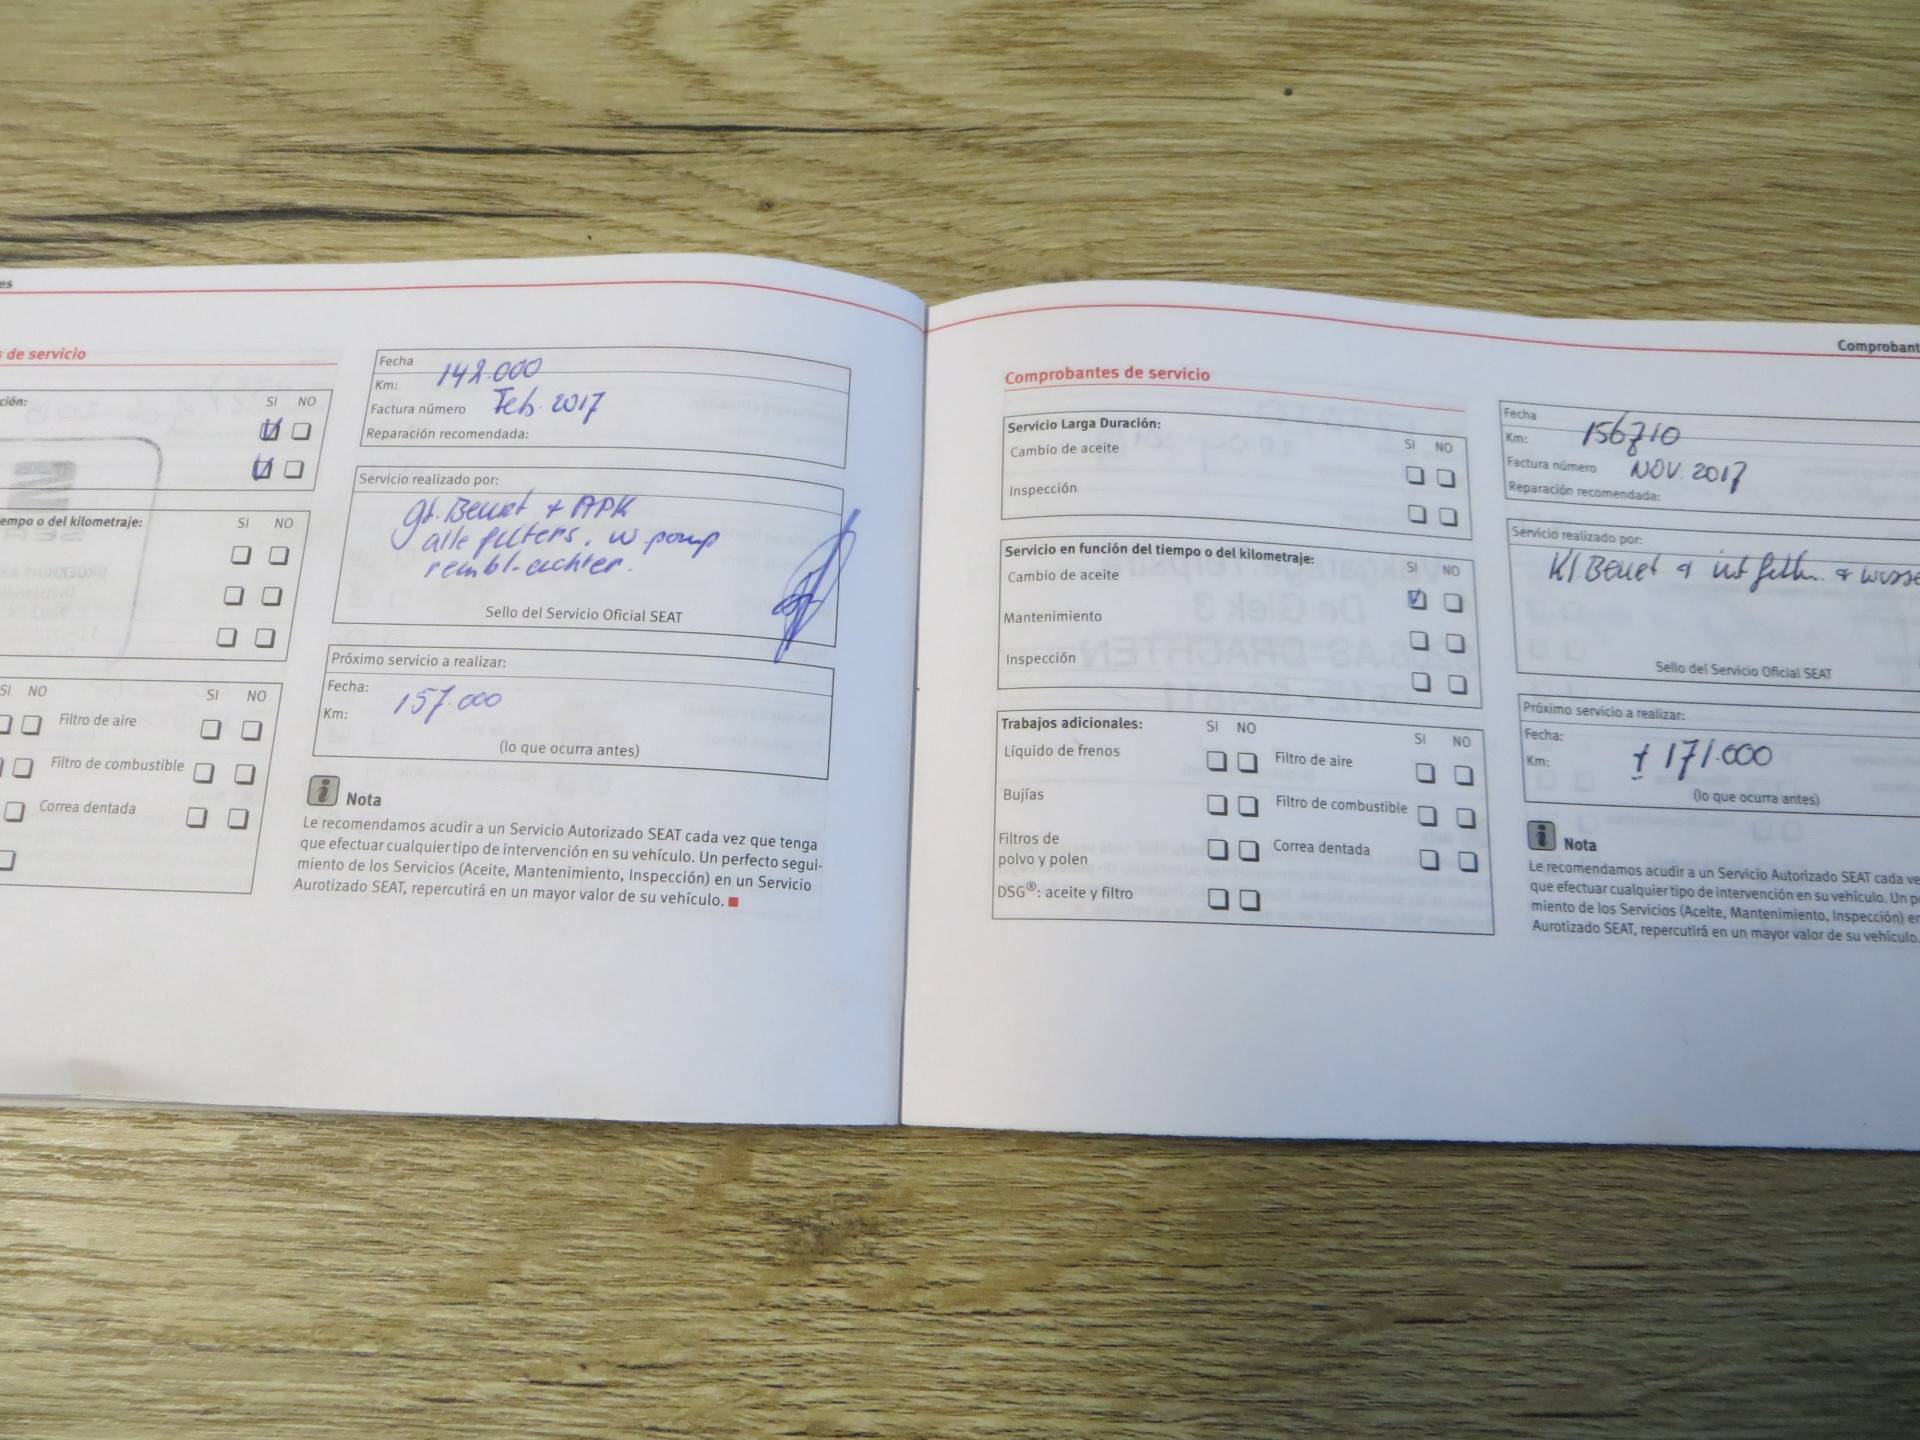 es
s de servicio
ción:
SI NO
empo o del kilometraje:
SI NO
SI NO
SI NO
Filtro de aire
Filtro de combustible
Correa dentada
Fecha
Km: 142.000
Factura número Feb. 2017
Reparación recomendada:
Servicio realizado por:
gt. Beurt + APK
alle filters, w. pomp
rembl. achter.
Sello del Servicio Oficial SEAT
Próximo servicio a realizar:
Fecha:
Km: 157.000
(lo que ocurra antes)
Nota
Le recomendamos acudir a un Servicio Autorizado SEAT cada vez que tenga
que efectuar cualquier tipo de intervención en su vehículo. Un perfecto segui-
miento de los Servicios (Aceite, Mantenimiento, Inspección) en un Servicio
Aurotizado SEAT, repercutirá en un mayor valor de su vehículo.
Comprobant
Comprobantes de servicio
Servicio Larga Duración:
SI NO
Cambio de aceite
Inspección
Servicio en función del tiempo o del kilometraje:
SI NO
Cambio de aceite
Mantenimiento
Inspección
Trabajos adicionales:
SI NO
SI NO
Líquido de frenos
Filtro de aire
Bujías
Filtro de combustible
Filtros de
polvo y polen
Correa dentada
DSG®: aceite y filtro
Fecha
Km: 156710
Factura número NOV. 2017
Reparación recomendada:
Servicio realizado por:
Kl Beurt + int
Sello del Servicio Oficial SEAT
Próximo servicio a realizar:
Fecha:
Km: ± 171.000
(lo que ocurra antes)
Nota
Le recomendamos acudir a un Servicio Autorizado SEAT cada ve
que efectuar cualquier tipo de intervención en su vehículo. Un p
miento de los Servicios (Aceite, Mantenimiento, Inspección) en
Aurotizado SEAT, repercutirá en un mayor valor de su vehículo.